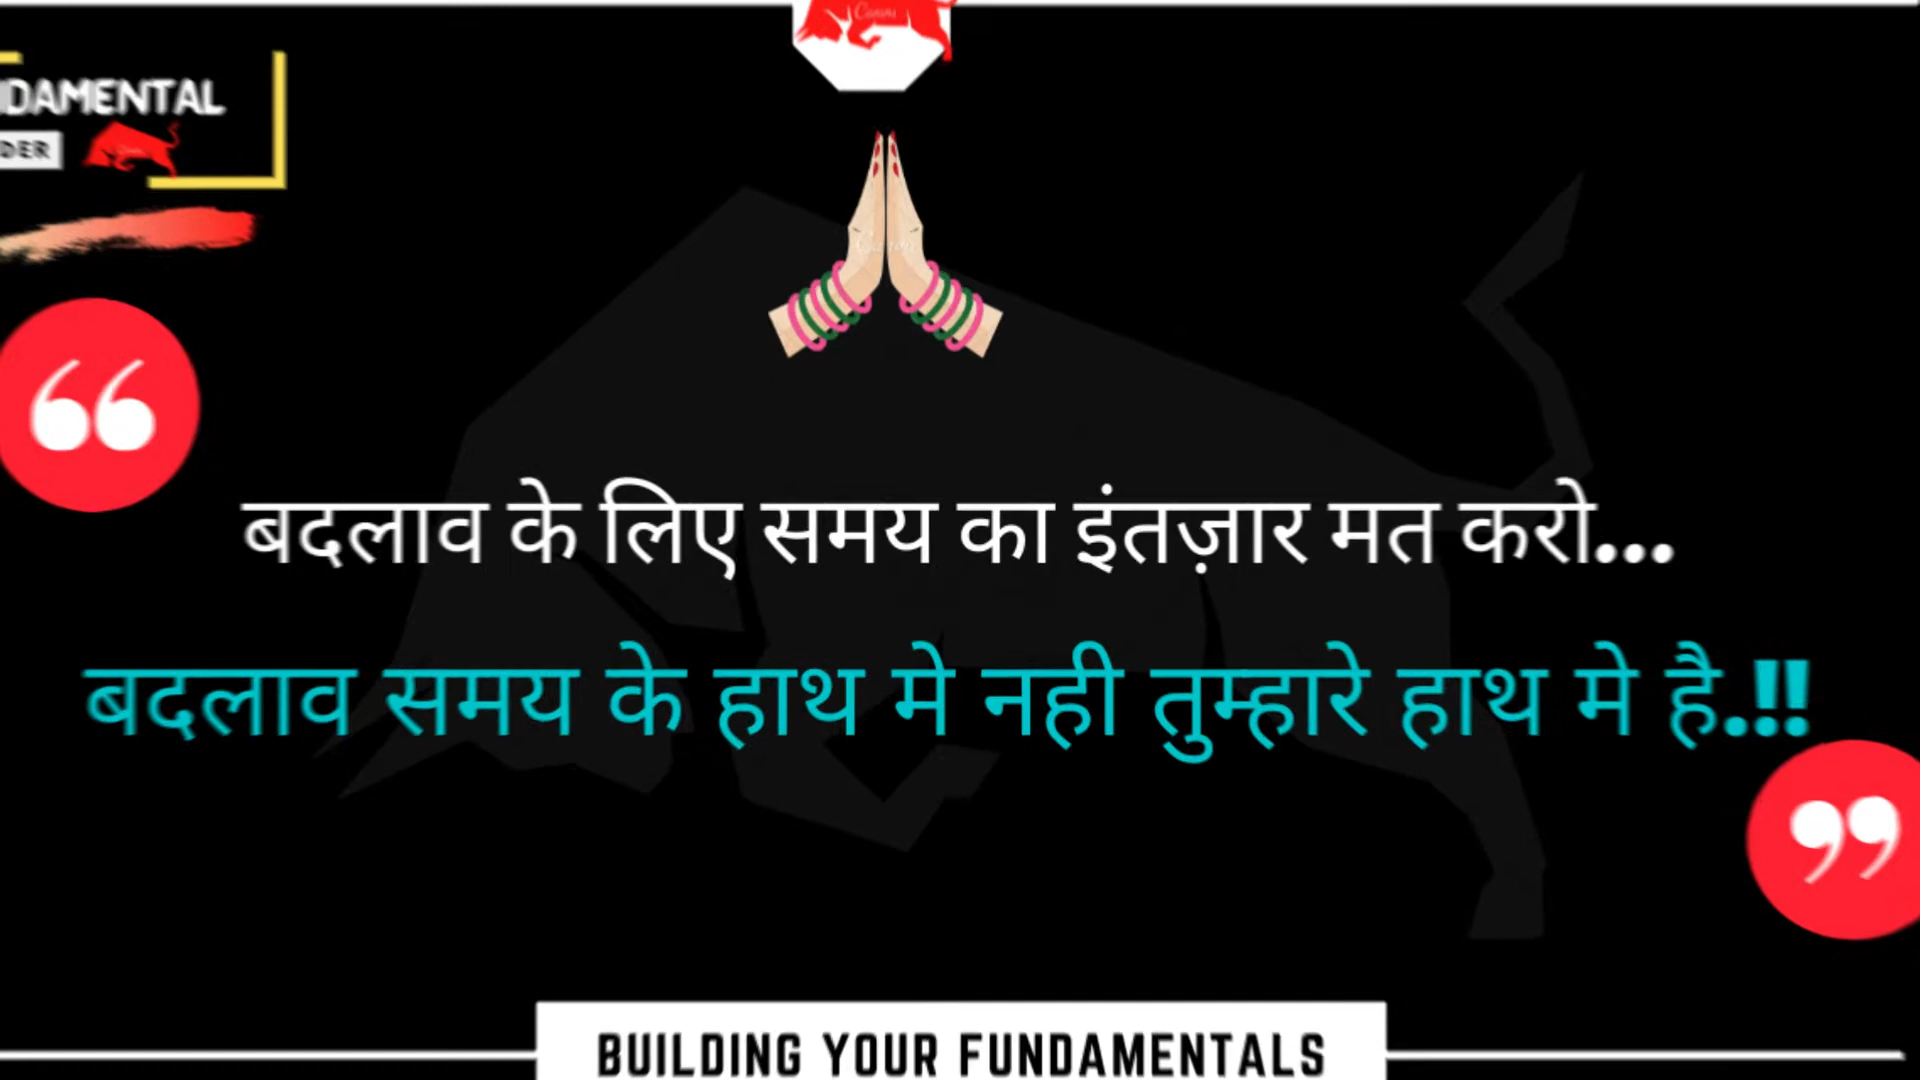 DAMENTAL
DER
बदलाव के लिए समय का इंतज़ार मत करो...
बदलाव समय के हाथ मे नही तुम्हारे हाथ मे है.!!
BUILDING YOUR FUNDAMENTALS